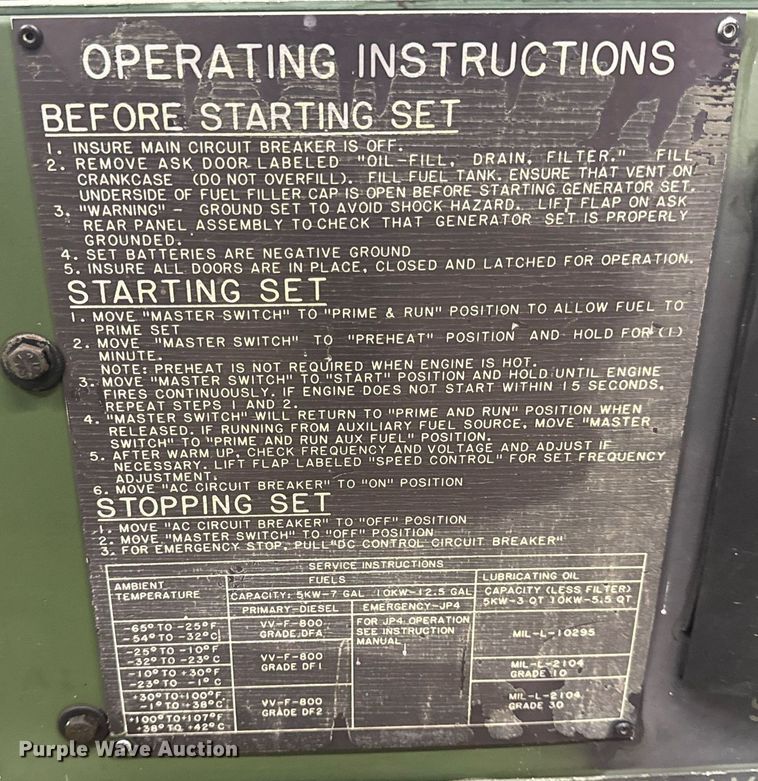 OPERATING INSTRUCTIONS
BEFORE STARTING SET
1. INSURE MAIN CIRCUIT BREAKER IS OFF.
2. REMOVE ASK DOOR LABELED "OIL-FILL, DRAIN, FILTER." FILL
CRANKCASE (DO NOT OVERFILL). FILL FUEL TANK. ENSURE THAT VENT ON
UNDERSIDE OF FUEL FILLER CAP IS OPEN BEFORE STARTING GENERATOR SET.
3. "WARNING" - GROUND SET TO AVOID SHOCK HAZARD. LIFT FLAP ON ASK
REAR PANEL ASSEMBLY TO CHECK THAT GENERATOR SET IS PROPERLY
GROUNDED.
4. SET BATTERIES ARE NEGATIVE GROUND
5. INSURE ALL DOORS ARE IN PLACE, CLOSED AND LATCHED FOR OPERATION.
STARTING SET
1. MOVE "MASTER SWITCH" TO "PRIME & RUN" POSITION TO ALLOW FUEL TO
PRIME SET
2. MOVE "MASTER SWITCH" TO "PREHEAT" POSITION AND HOLD FOR (1)
MINUTE.
NOTE: PREHEAT IS NOT REQUIRED WHEN ENGINE IS HOT.
3. MOVE "MASTER SWITCH" TO "START" POSITION AND HOLD UNTIL ENGINE
FIRES CONTINUOUSLY. IF ENGINE DOES NOT START WITHIN 15 SECONDS,
REPEAT STEPS 1 AND 2.
4. "MASTER SWITCH" WILL RETURN TO "PRIME AND RUN" POSITION WHEN
RELEASED. IF RUNNING FROM AUXILIARY FUEL SOURCE, MOVE "MASTER
SWITCH" TO "PRIME AND RUN AUX FUEL" POSITION.
5. AFTER WARM UP, CHECK FREQUENCY AND VOLTAGE AND ADJUST IF
NECESSARY. LIFT FLAP LABELED "SPEED CONTROL" FOR SET FREQUENCY
ADJUSTMENT.
6. MOVE "AC CIRCUIT BREAKER" TO "ON" POSITION
STOPPING SET
1. MOVE "AC CIRCUIT BREAKER" TO "OFF" POSITION
2. MOVE "MASTER SWITCH" TO "OFF" POSITION
3. FOR EMERGENCY STOP, PULL "DC CONTROL CIRCUIT BREAKER"
SERVICE INSTRUCTIONS
AMBIENT
TEMPERATURE
FUELS
CAPACITY: 5KW-7 GAL 10KW-12.5 GAL
PRIMARY-DIESEL
EMERGENCY-JP4
LUBRICATING OIL
CAPACITY (LESS FILTER)
5KW-3 QT 10KW-5.5 QT
-65° TO -25°F
-54° TO -32°C
VV-F-800
GRADE DFA
FOR JP4 OPERATION
SEE INSTRUCTION
MANUAL
MIL-L-10295
-25° TO -10°F
-32° TO -23°C
VV-F-800
GRADE DF1
-10° TO +30°F
-23° TO -1°C
MIL-L-2104
GRADE 10
+30° TO +100°F
-1° TO +38°C
VV-F-800
GRADE DF2
MIL-L-2104
GRADE 30
+100° TO +107°F
+38° TO +42°C
Purple Wave Auction